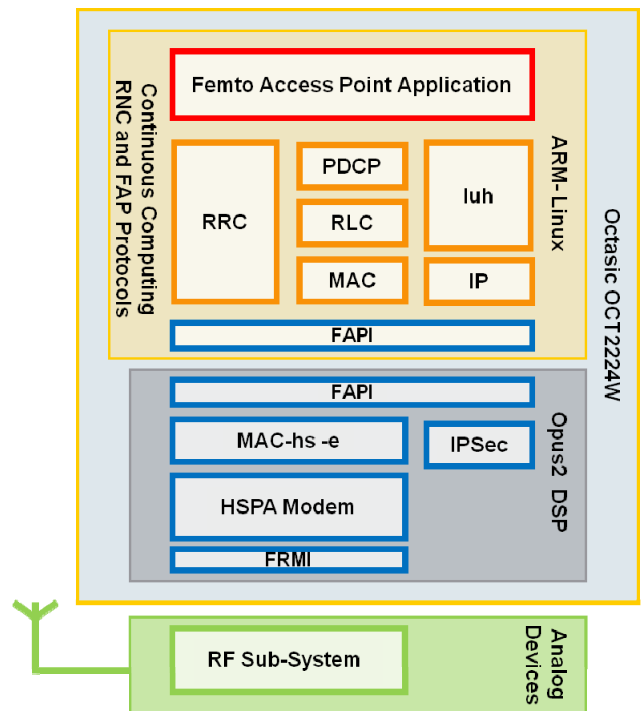 Femto Access Point Application
Continuous Computing
RNC and FAP Protocols
ARM- Linux
Octasic OCT2224W
RRC
PDCP
RLC
MAC
Iuh
IP
FAPI
FAPI
MAC-hs -e
IPSec
HSPA Modem
FRMI
Opus2 DSP
RF Sub-System
Analog
Devices